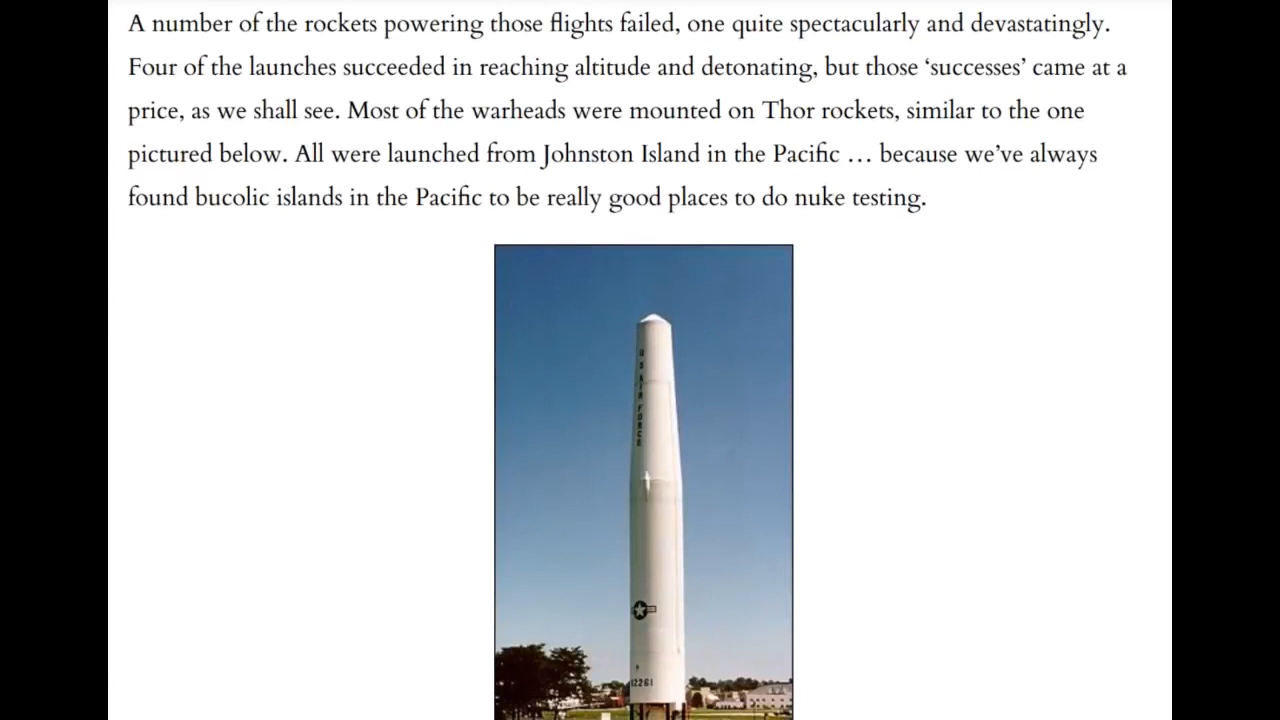 A number of the rockets powering those flights failed, one quite spectacularly and devastatingly.
Four of the launches succeeded in reaching altitude and detonating, but those ‘successes’ came at a
price, as we shall see. Most of the warheads were mounted on Thor rockets, similar to the one
pictured below. All were launched from Johnston Island in the Pacific … because we’ve always
found bucolic islands in the Pacific to be really good places to do nuke testing.
U S AIR FORCE
12261